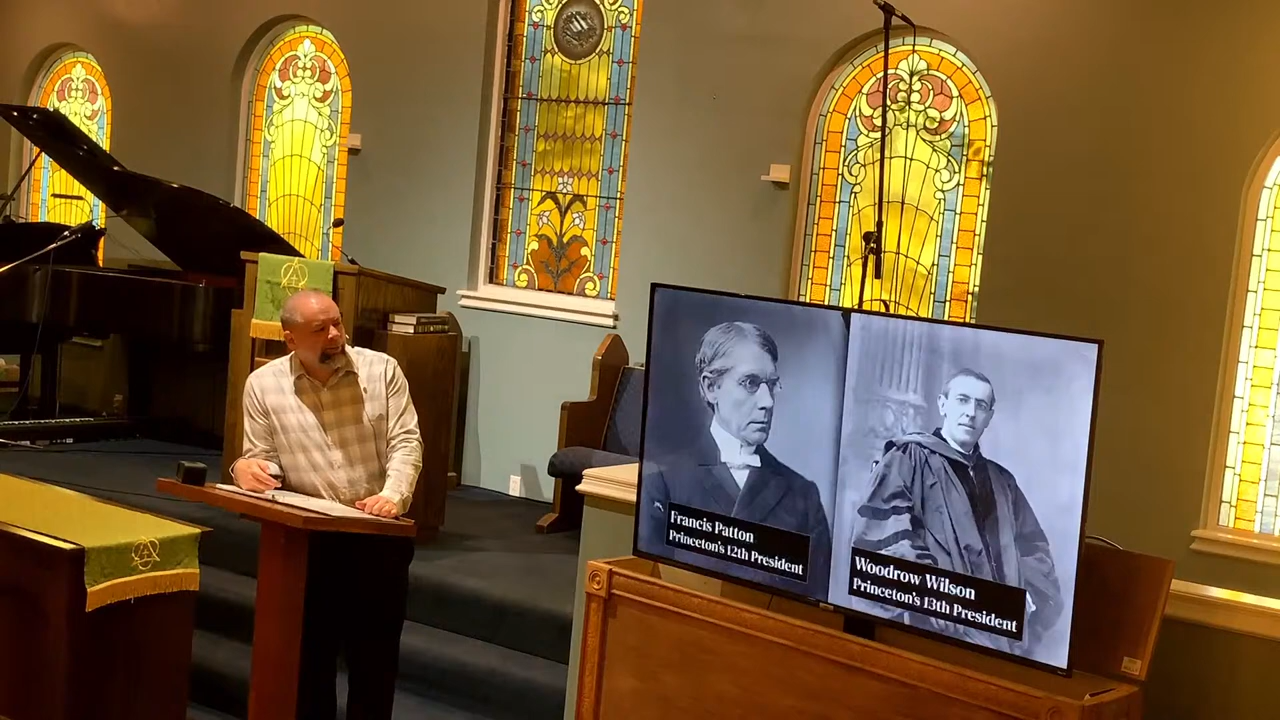 Francis Patton
Princeton's 12th President
Woodrow Wilson
Princeton's 13th President